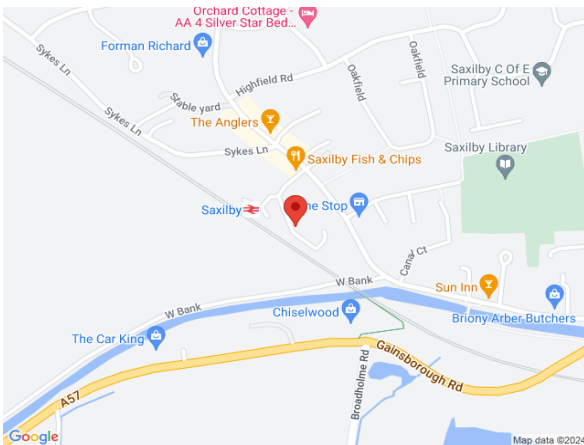 Orchard Cottage -
AA 4 Silver Star Bed...
Forman Richard
Sykes Ln
Highfield Rd
Oakfield
Oakfield
Saxilby C Of E
Primary School
Stable yard
The Anglers
Sykes Ln
Sykes Ln
Saxilby Fish & Chips
Saxilby Library
Saxilby
ne Stop
Canal Ct
W Bank
Sun Inn
W Bank
Chiselwood
Briony Arber Butchers
The Car King
Gainsborough Rd
Broadholme Rd
A57
Google
Map data ©2024